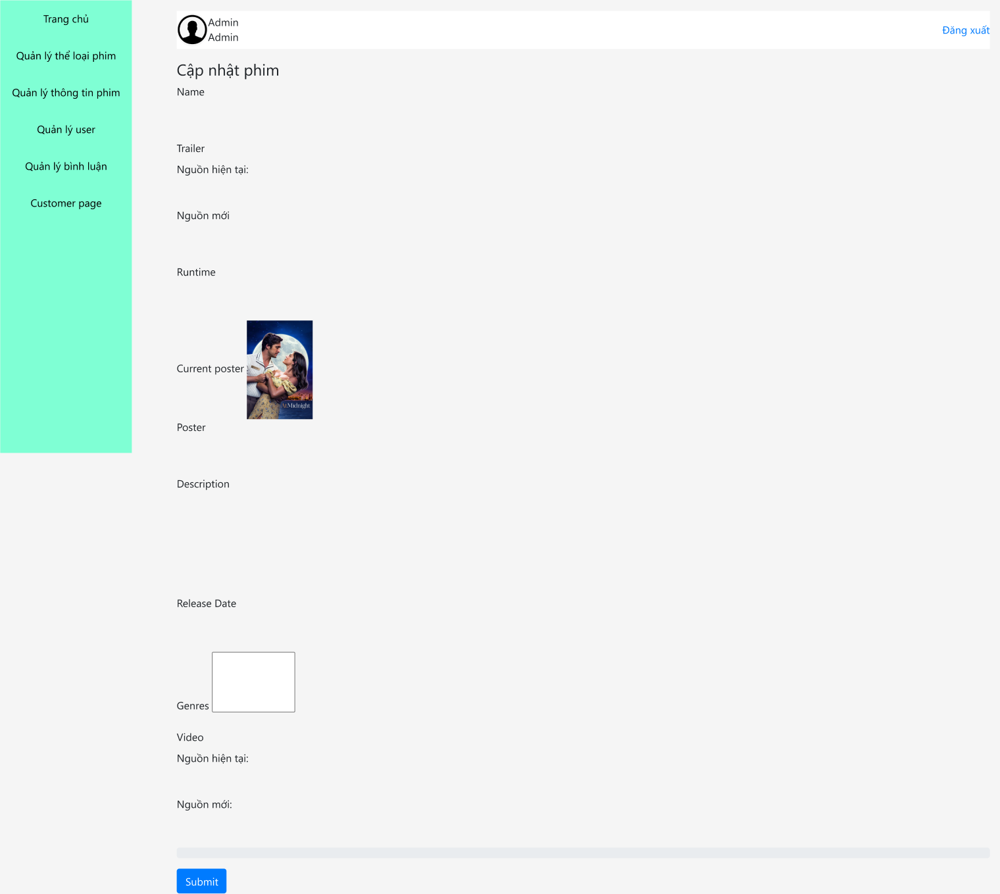 Trang chủ
Quản lý thể loại phim
Quản lý thông tin phim
Quản lý user
Quản lý bình luận
Customer page
Admin
Admin
Đăng xuất
Cập nhật phim
Name
Trailer
Nguồn hiện tại:
Nguồn mới
Runtime
Current poster
At Midnight
Poster
Description
Release Date
Genres
Video
Nguồn hiện tại:
Nguồn mới:
Submit